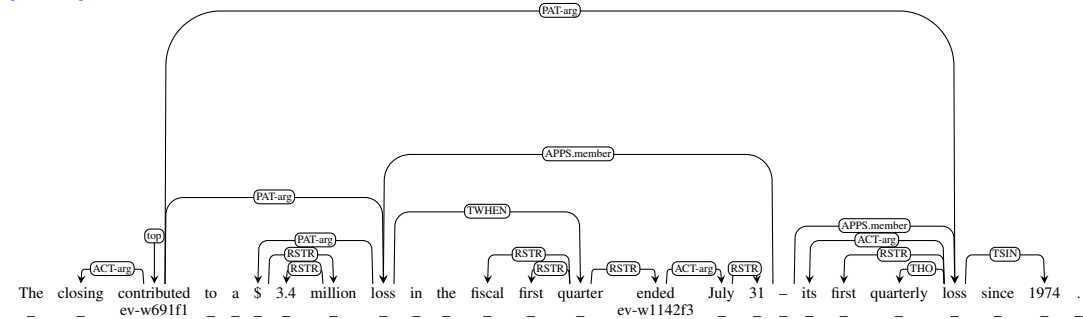 PAT-arg
APPS.member
PAT-arg
TWHEN
top PAT-arg APPS.member
RSTR RSTR ACT-arg
ACT-arg RSTR RSTR RSTR ACT-arg RSTR RSTR THO TSIN
The closing contributed to a $ 3.4 million loss in the fiscal first quarter ended July 31 – its first quarterly loss since 1974 .
_ _ ev-w691f1 _ _ _ _ _ _ _ _ _ _ _ ev-w1142f3 _ _ _ _ _ _ _ _ _ _